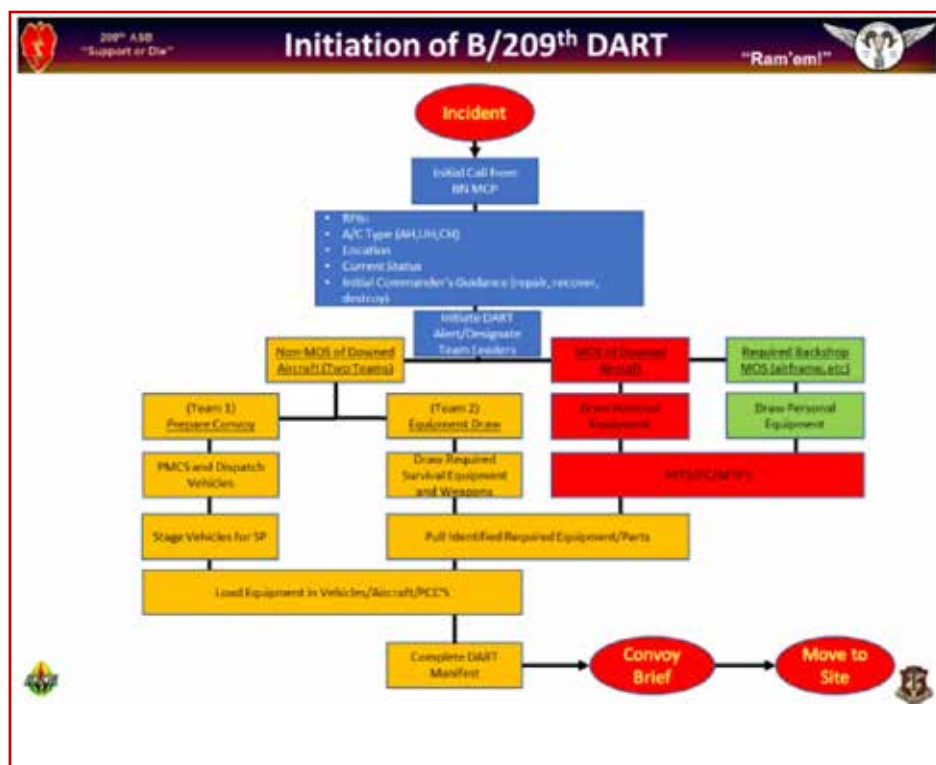 209th ASB
"Support or Die"
Initiation of B/209th DART
"Ram'em!"
Incident
Initial Call from
BN MCP
• RFIs:
• A/C Type (AH,UH,CH)
• Location
• Current Status
• Initial Commander's Guidance (repair, recover,
destroy)
Initiate DART
Alert/Designate
Team Leaders
Non-MOS of Downed
Aircraft (Two Teams)
MOS of Downed
Aircraft
Required Backshop
MOS (airframe, etc)
(Team 1)
Prepare Convoy
(Team 2)
Equipment Draw
Draw Personal
Equipment
Draw Personal
Equipment
PMCS and Dispatch
Vehicles
Draw Required
Survival Equipment
and Weapons
Stage Vehicles for SP
Pull Identified Required Equipment/Parts
Load Equipment in Vehicles/Aircraft/PCC'S
Complete DART
Manifest
Convoy
Brief
Move to
Site